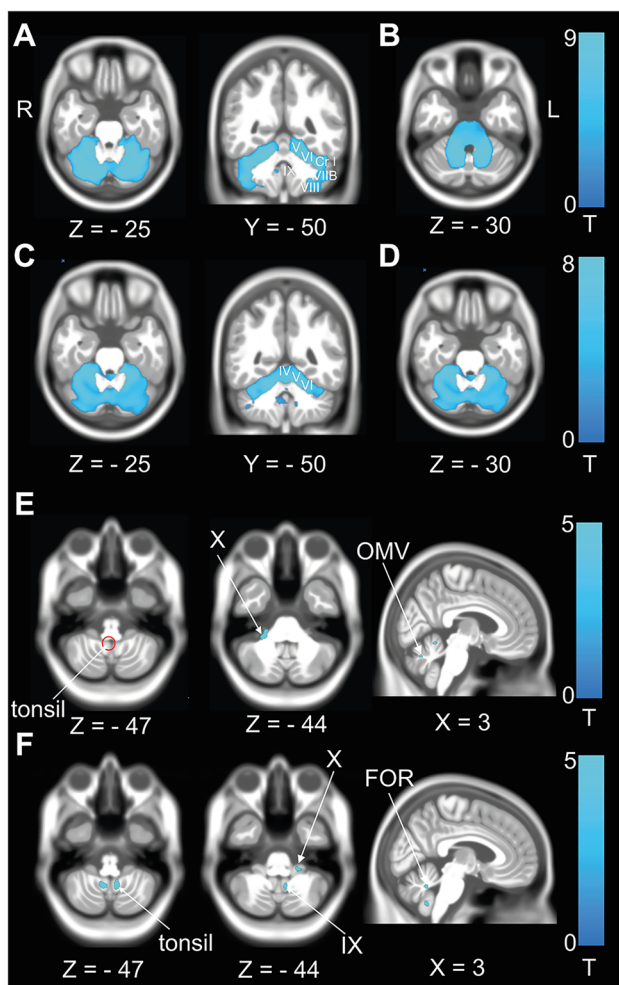 A
B
9
R
L
V
VI
Cr I
IX
VIIB
VIII
0
Z = - 25
Y = - 50
Z = - 30
T
C
D
8
IV
V
VI
0
Z = - 25
Y = - 50
Z = - 30
T
E
5
X
OMV
tonsil
0
Z = - 47
Z = - 44
X = 3
T
F
5
X
FOR
tonsil
IX
0
Z = - 47
Z = - 44
X = 3
T